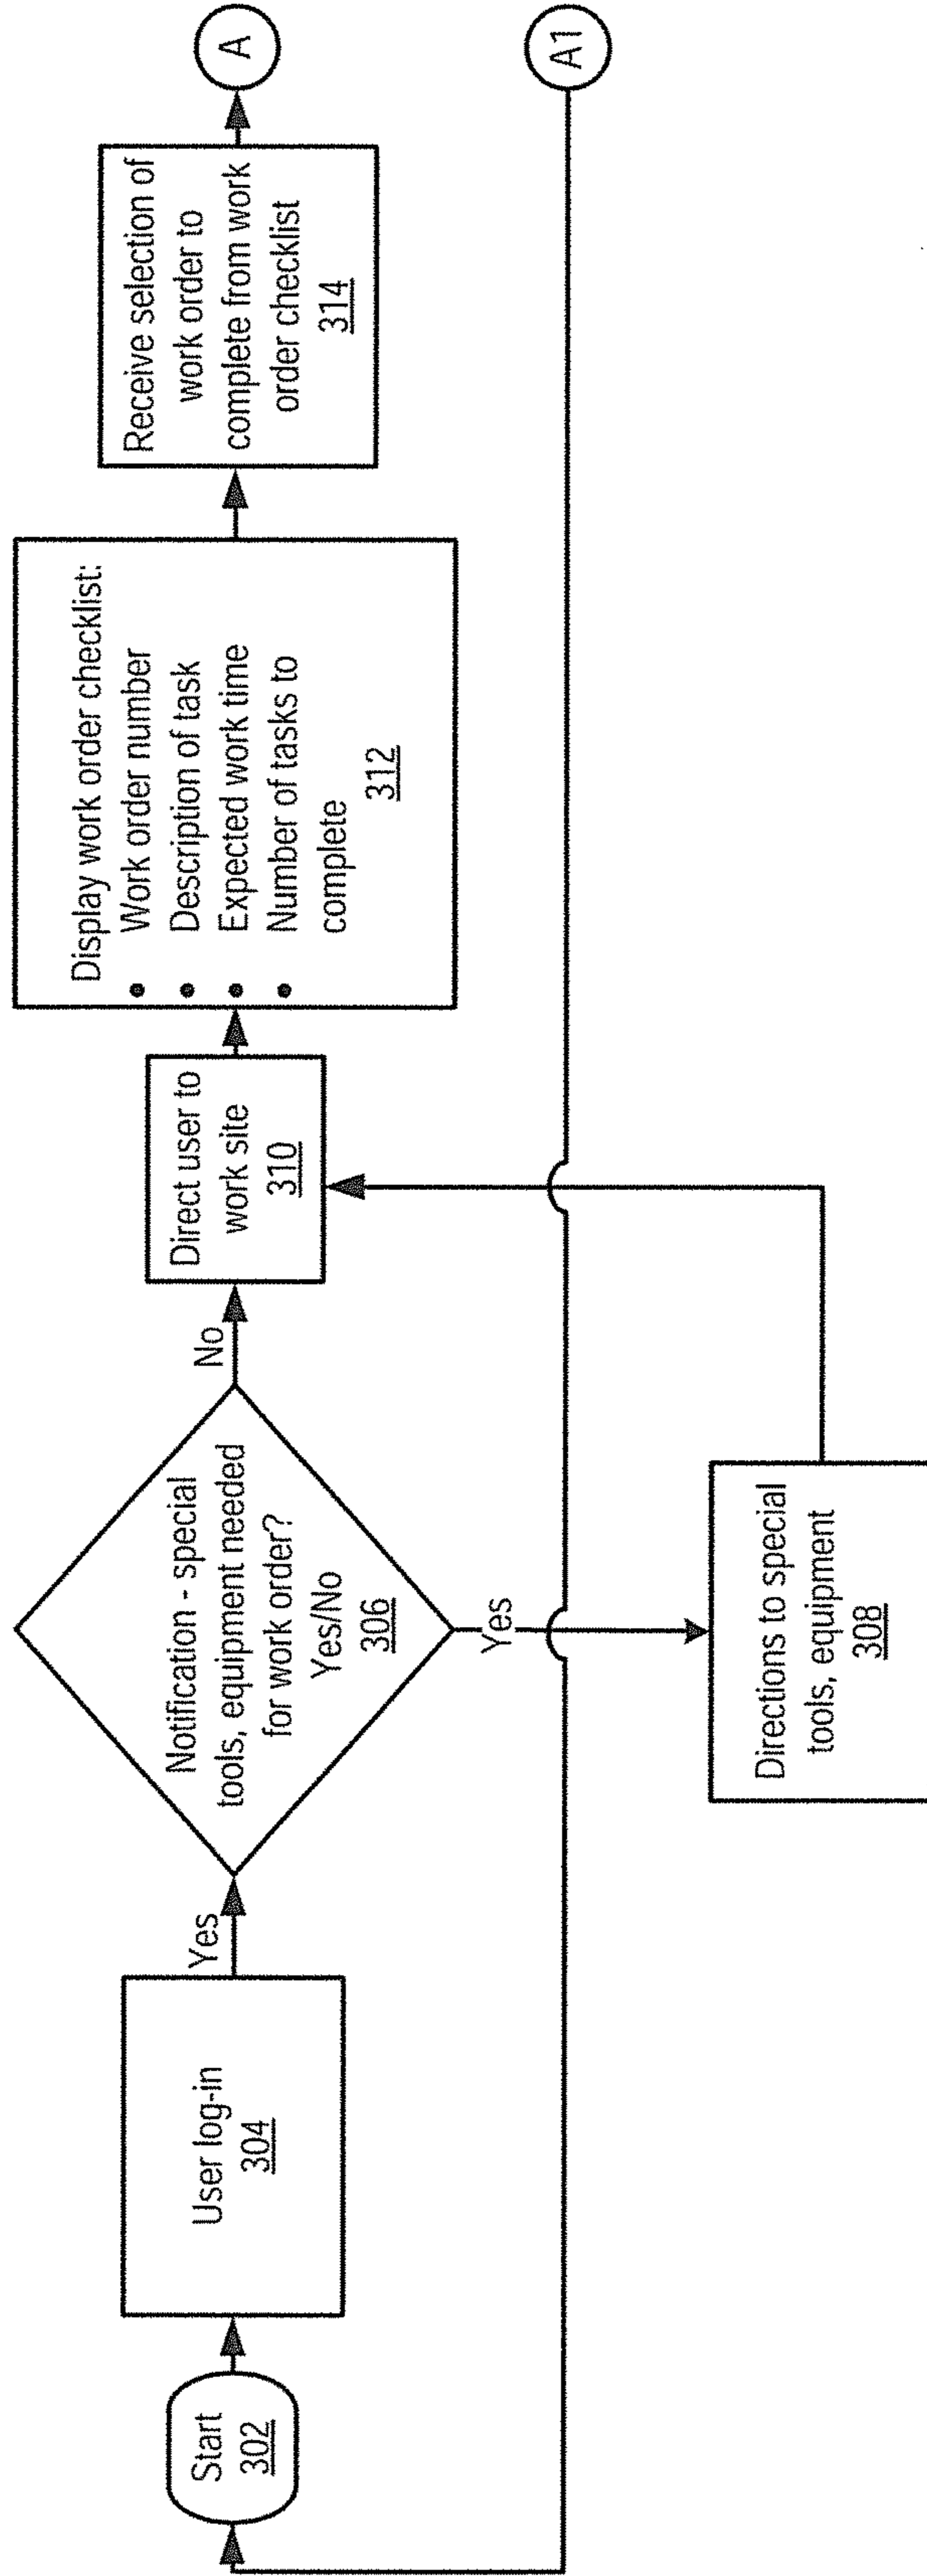 Start
302
User log-in
304
Yes
Notification - special
tools, equipment needed
for work order?
Yes/No
306
No
Yes
Directions to special
tools, equipment
308
Direct user to
work site
310
Display work order checklist:
• Work order number
• Description of task
• Expected work time
• Number of tasks to
complete
312
Receive selection of
work order to
complete from work
order checklist
314
A
A1